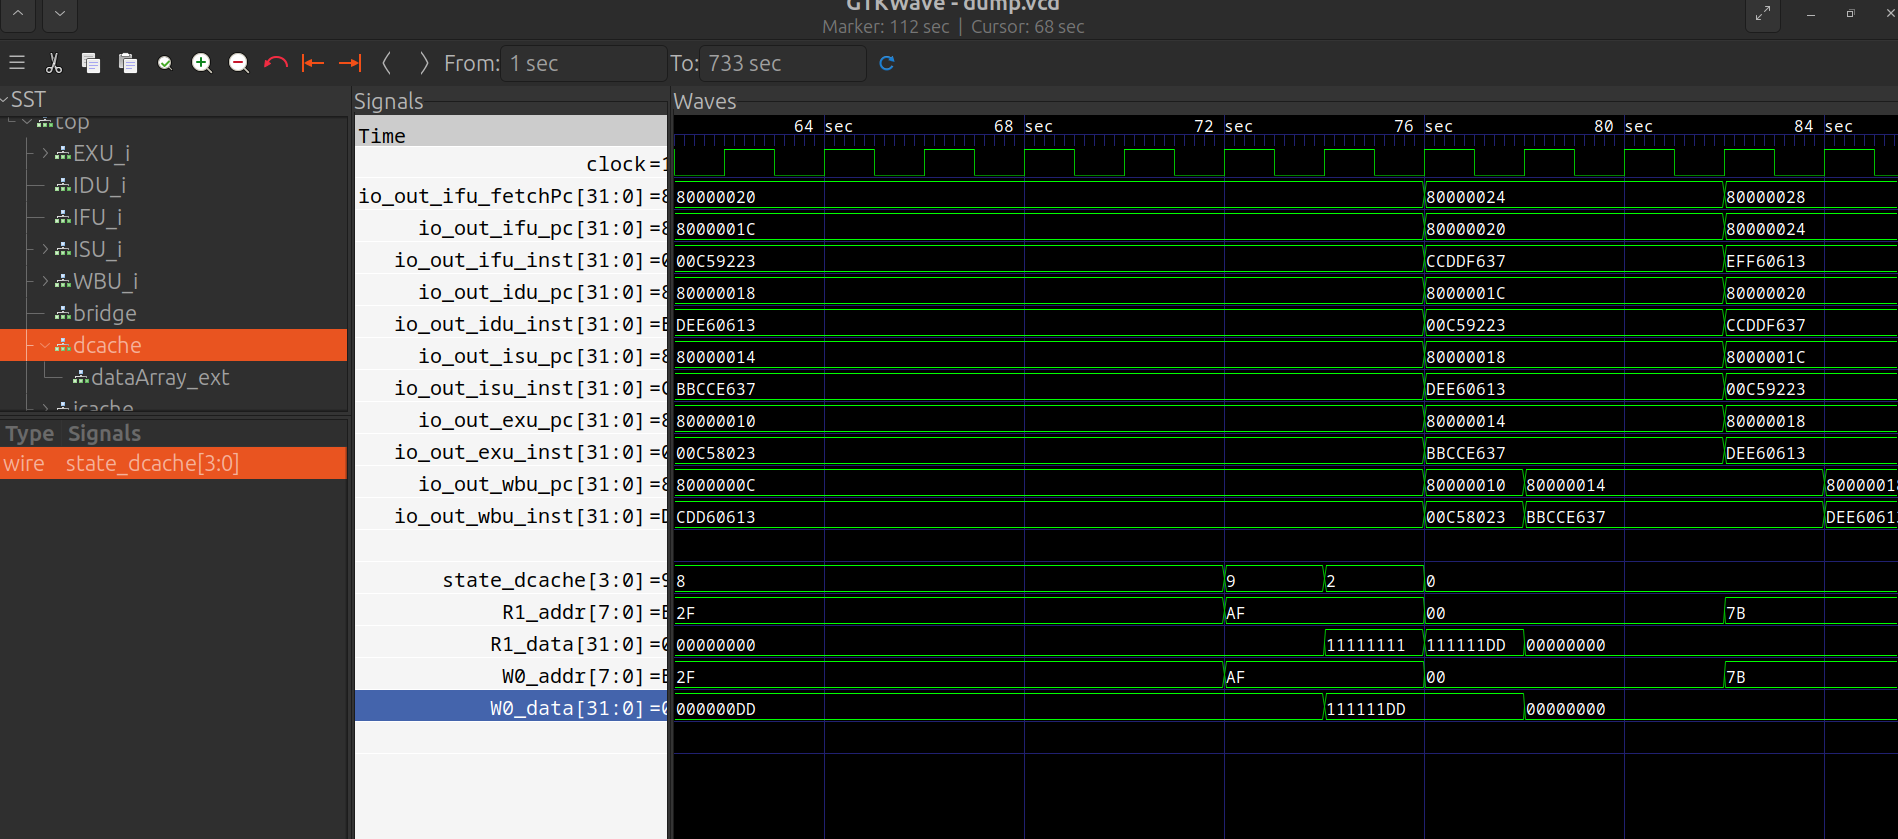 GTKWave - dump.vcd
Marker: 112 sec | Cursor: 68 sec
From: 1 sec To: 733 sec
SST
top
EXU_i
IDU_i
IFU_i
ISU_i
WBU_i
bridge
dcache
dataArray_ext
icache
Type Signals
wire state_dcache[3:0]
Signals
Time
clock=1
io_out_ifu_fetchPc[31:0]=8
io_out_ifu_pc[31:0]=8
io_out_ifu_inst[31:0]=0
io_out_idu_pc[31:0]=8
io_out_idu_inst[31:0]=
io_out_isu_pc[31:0]=8
io_out_isu_inst[31:0]=
io_out_exu_pc[31:0]=8
io_out_exu_inst[31:0]=0
io_out_wbu_pc[31:0]=8
io_out_wbu_inst[31:0]=
state_dcache[3:0]=9
R1_addr[7:0]=
R1_data[31:0]=0
W0_addr[7:0]=
W0_data[31:0]=0
Waves
64 sec 68 sec 72 sec 76 sec 80 sec 84 sec
80000020 80000024 80000028
8000001C 80000020 80000024
00C59223 CCDDF637 EFF60613
80000018 8000001C 80000020
DEE60613 00C59223 CCDDF637
80000014 80000018 8000001C
BBCCE637 DEE60613 00C59223
80000010 80000014 80000018
00C58023 BBCCE637 DEE60613
8000000C 80000010 80000014 80000018
CDD60613 00C58023 BBCCE637 DEE6061
8 9 2 0
2F AF 00 7B
00000000 11111111 111111DD 00000000
2F AF 00 7B
000000DD 111111DD 00000000